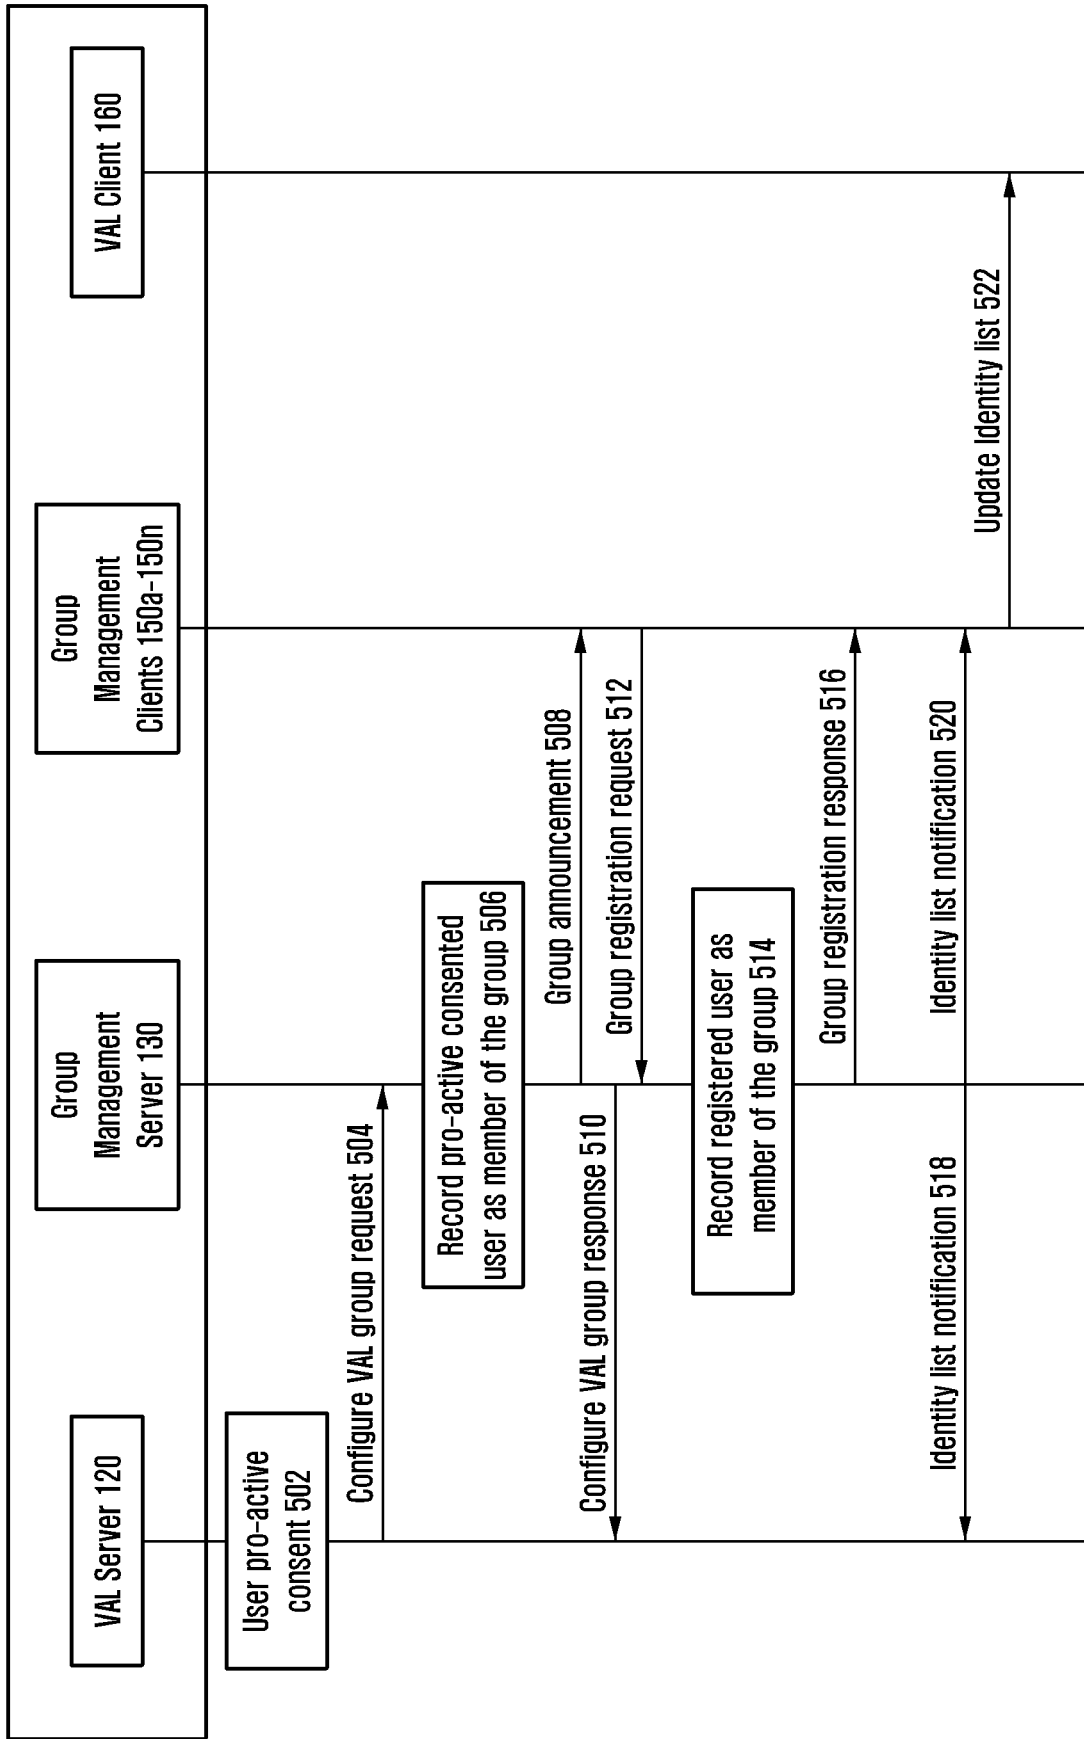 VAL Server 120
Group
Management
Server 130
Group
Management
Clients 150a-150n
VAL Client 160
User pro-active
consent 502
Configure VAL group request 504
Record pro-active consented
user as member of the group 506
Group announcement 508
Configure VAL group response 510
Group registration request 512
Record registered user as
member of the group 514
Group registration response 516
Identity list notification 518
Identity list notification 520
Update Identity list 522